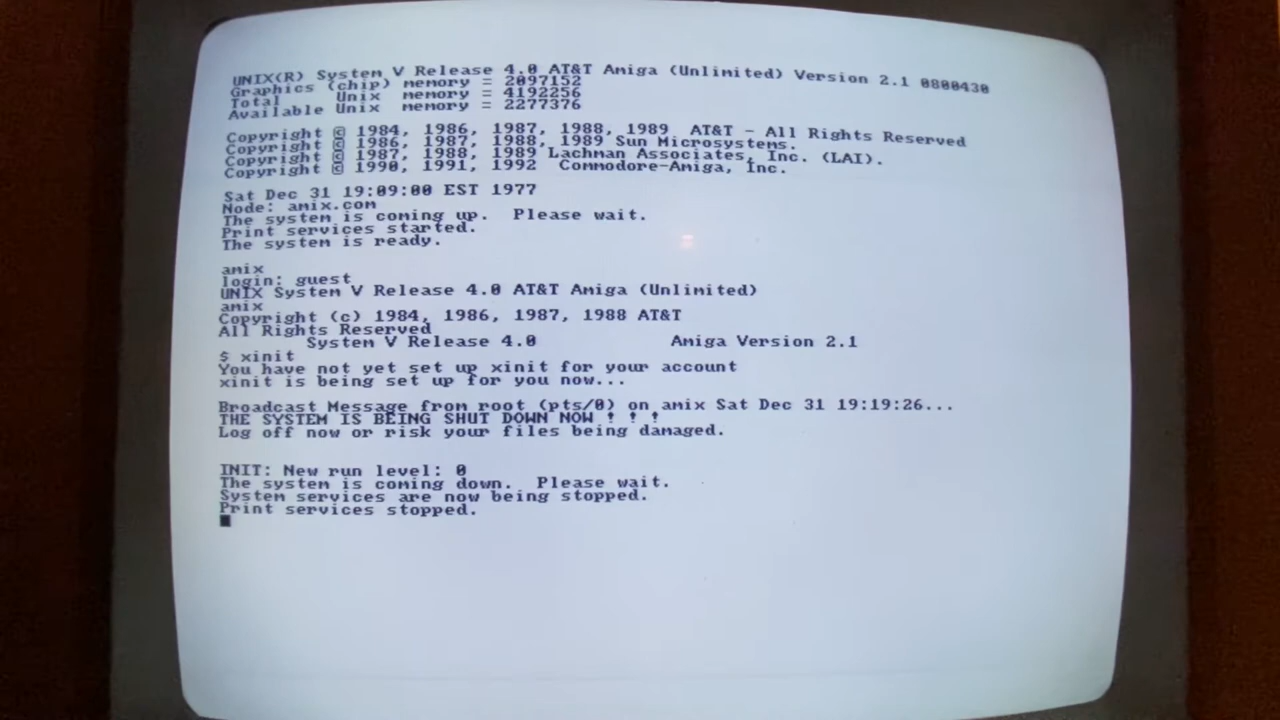 UNIX(R) System V Release 4.0 AT&T Amiga (Unlimited) Version 2.1 0800430
Graphics (chip) memory = 2097152
Total Unix memory = 4192256
Available Unix memory = 2277376
Copyright © 1984, 1986, 1987, 1988, 1989 AT&T - All Rights Reserved
Copyright © 1986, 1987, 1988, 1989 Sun Microsystems.
Copyright © 1987, 1988, 1989 Lachman Associates, Inc. (LAI).
Copyright © 1990, 1991, 1992 Commodore-Amiga, Inc.
Sat Dec 31 19:09:00 EST 1977
Node: amix.com
The system is coming up. Please wait.
Print services started.
The system is ready.
amix
login: guest
UNIX System V Release 4.0 AT&T Amiga (Unlimited)
amix
Copyright (c) 1984, 1986, 1987, 1988 AT&T
All Rights Reserved
System V Release 4.0 Amiga Version 2.1
$ xinit
You have not yet set up xinit for your account
xinit is being set up for you now...
Broadcast Message from root (pts/0) on amix Sat Dec 31 19:19:26...
THE SYSTEM IS BEING SHUT DOWN NOW ! ! !
Log off now or risk your files being damaged.
INIT: New run level: 0
The system is coming down. Please wait.
System services are now being stopped.
Print services stopped.